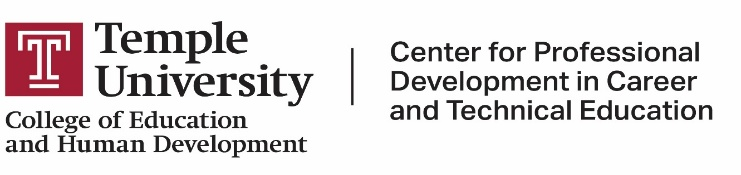 T
Temple
University
College of Education
and Human Development
Center for Professional
Development in Career
and Technical Education